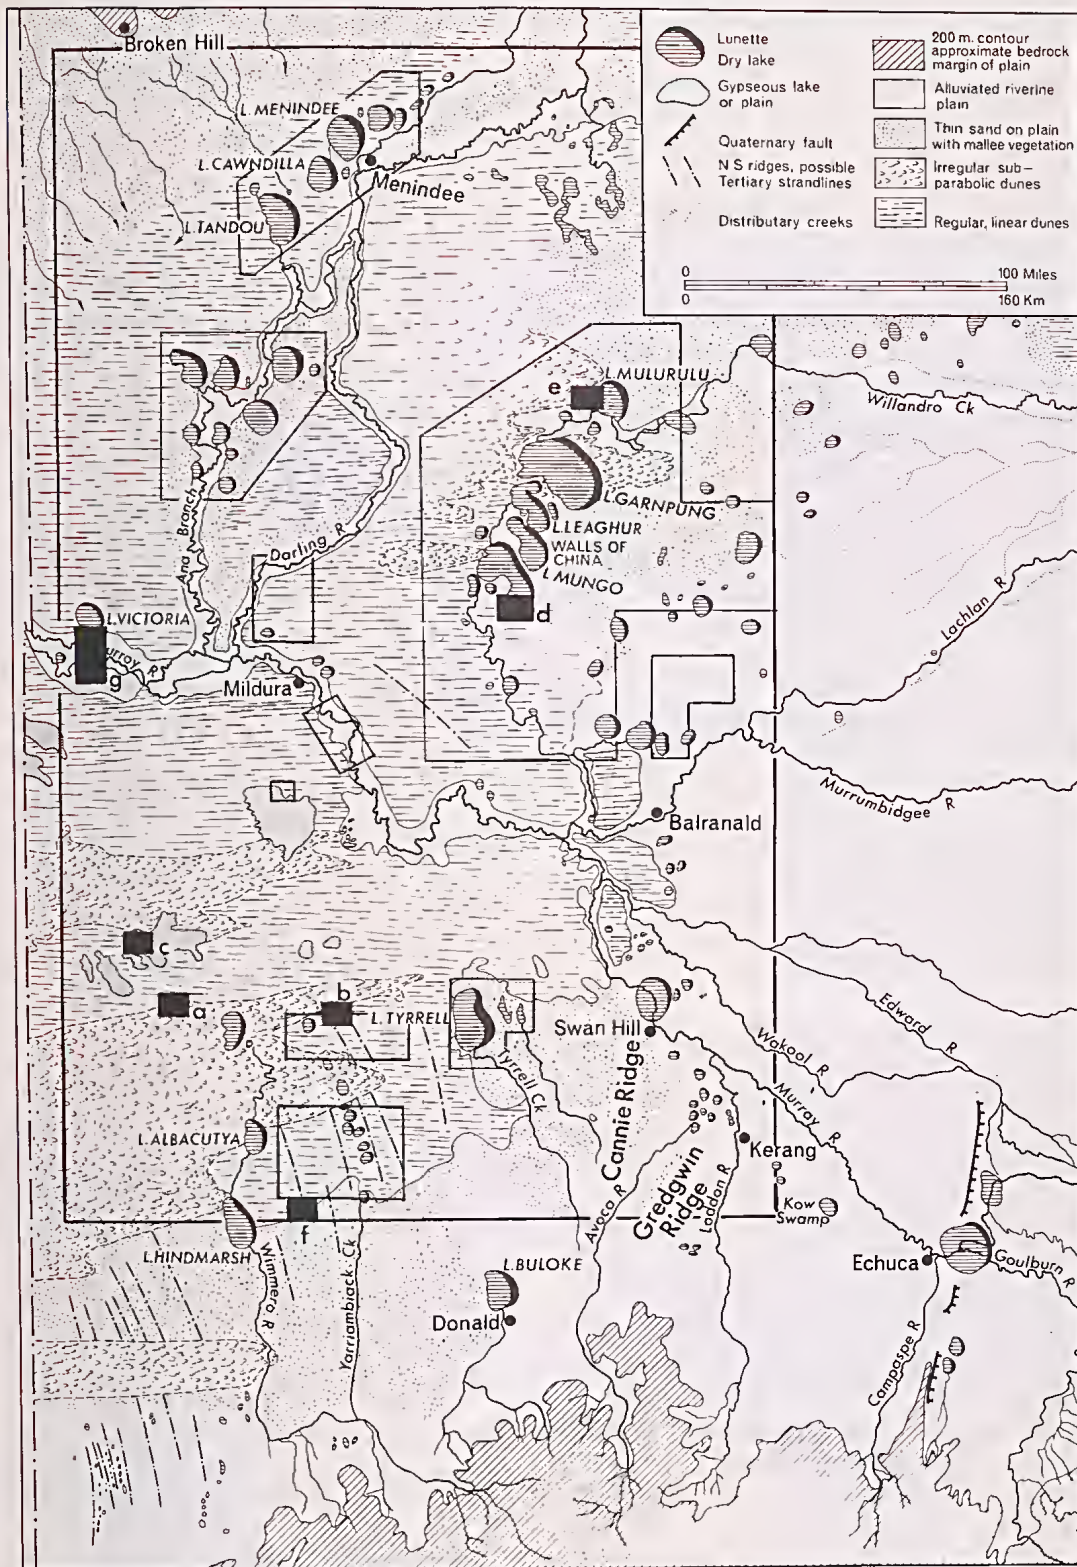 Broken Hill
Lunette
Dry lake
Gypseous lake
or plain
Quaternary fault
N S ridges, possible
Tertiary strandlines
Distributary creeks
200 m. contour
approximate bedrock
margin of plain
Alluviated riverine
plain
Thin sand on plain
with mallee vegetation
Irregular sub-
parabolic dunes
Regular, linear dunes
0 100 Miles
0 160 Km
L. MENINDEE
L. CAWNDILLA
Menindee
L. TANDOU
L. MULURULU
e
Willandro Ck
L. GARNPUNG
L. LEAGHUR
WALLS OF
CHINA
L. MUNGO
d
Ana Branch
Darling R
Lachlan R
L. VICTORIA
Murray R
g
Mildura
Murrumbidgee R
Balranald
c
a
b
L. TYRRELL
Swan Hill
Edward R
Wakool R
Tyrrell Ck
Cannie Ridge
Murray R
L. ALBACUTYA
Kerang
Avoca R
Gredgwin
Ridge
Loddon R
Kow
Swamp
f
L. HINDMARSH
Wimmera R
Yarriambiack Ck
L. BULOKE
Donald
Echuca
Goulburn R
Campaspe R